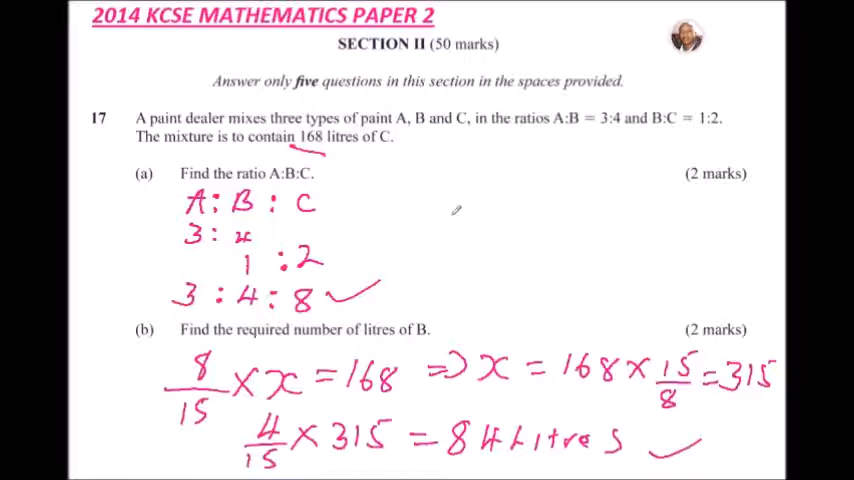 2014 KCSE MATHEMATICS PAPER 2
SECTION II (50 marks)
Answer only five questions in this section in the spaces provided.
17 A paint dealer mixes three types of paint A, B and C, in the ratios A:B = 3:4 and B:C = 1:2.
The mixture is to contain 168 litres of C.
(a) Find the ratio A:B:C. (2 marks)
A : B : C
3 : 4
1 : 2
3 : 4 : 8 ✓
(b) Find the required number of litres of B. (2 marks)
8/15 × x = 168 ⇒ x = 168 × 15/8 = 315
4/15 × 315 = 84 Litres ✓